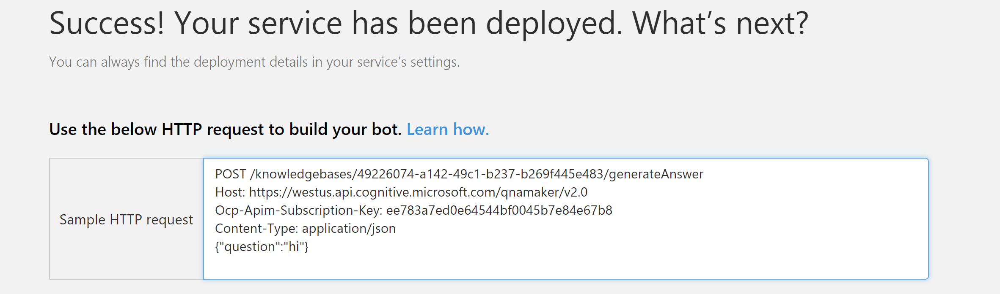 Success! Your service has been deployed. What’s next?
You can always find the deployment details in your service’s settings.
Use the below HTTP request to build your bot. Learn how.
Sample HTTP request
POST /knowledgebases/49226074-a142-49c1-b237-b269f445e483/generateAnswer
Host: https://westus.api.cognitive.microsoft.com/qnamaker/v2.0
Ocp-Apim-Subscription-Key: ee783a7ed0e64544bf0045b7e84e67b8
Content-Type: application/json
{"question":"hi"}